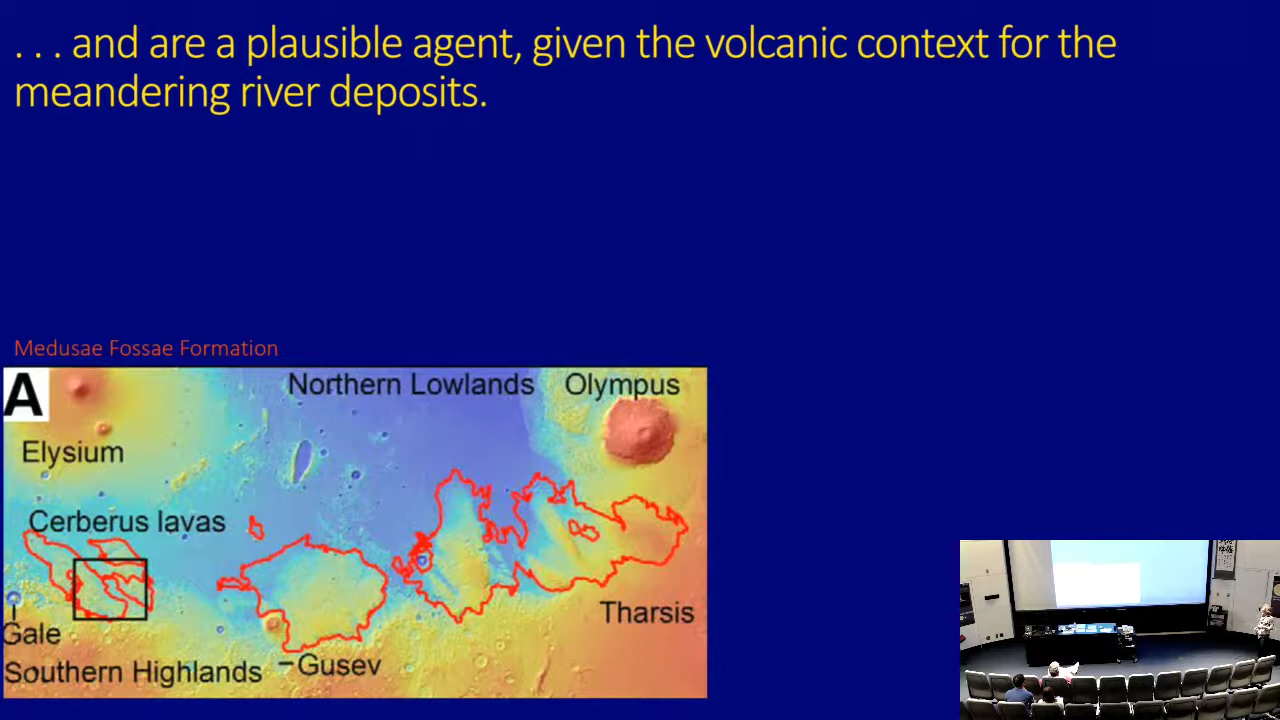 . . . and are a plausible agent, given the volcanic context for the
meandering river deposits.
Medusae Fossae Formation
A
Northern Lowlands
Olympus
Elysium
Cerberus lavas
Tharsis
Gale
Gusev
Southern Highlands